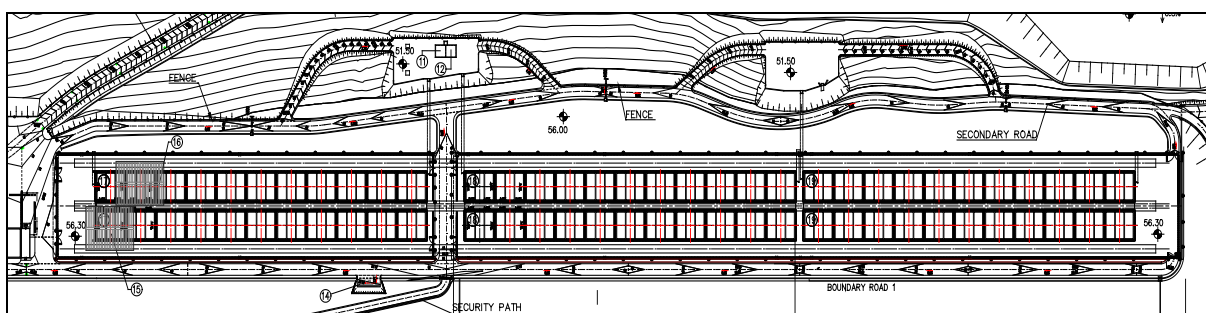 51.50
11
12
51.50
FENCE
FENCE
56.00
SECONDARY ROAD
16
17
56.30
56.30
15
14
BOUNDARY ROAD 1
SECURITY PATH